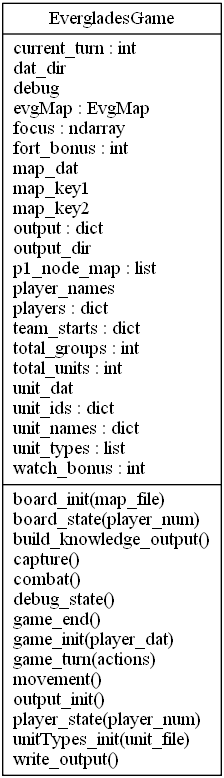 EvergladesGame
current_turn : int
dat_dir
debug
evgMap : EvgMap
focus : ndarray
fort_bonus : int
map_dat
map_key1
map_key2
output : dict
output_dir
p1_node_map : list
player_names
players : dict
team_starts : dict
total_groups : int
total_units : int
unit_dat
unit_ids : dict
unit_names : dict
unit_types : list
watch_bonus : int
board_init(map_file)
board_state(player_num)
build_knowledge_output()
capture()
combat()
debug_state()
game_end()
game_init(player_dat)
game_turn(actions)
movement()
output_init()
player_state(player_num)
unitTypes_init(unit_file)
write_output()